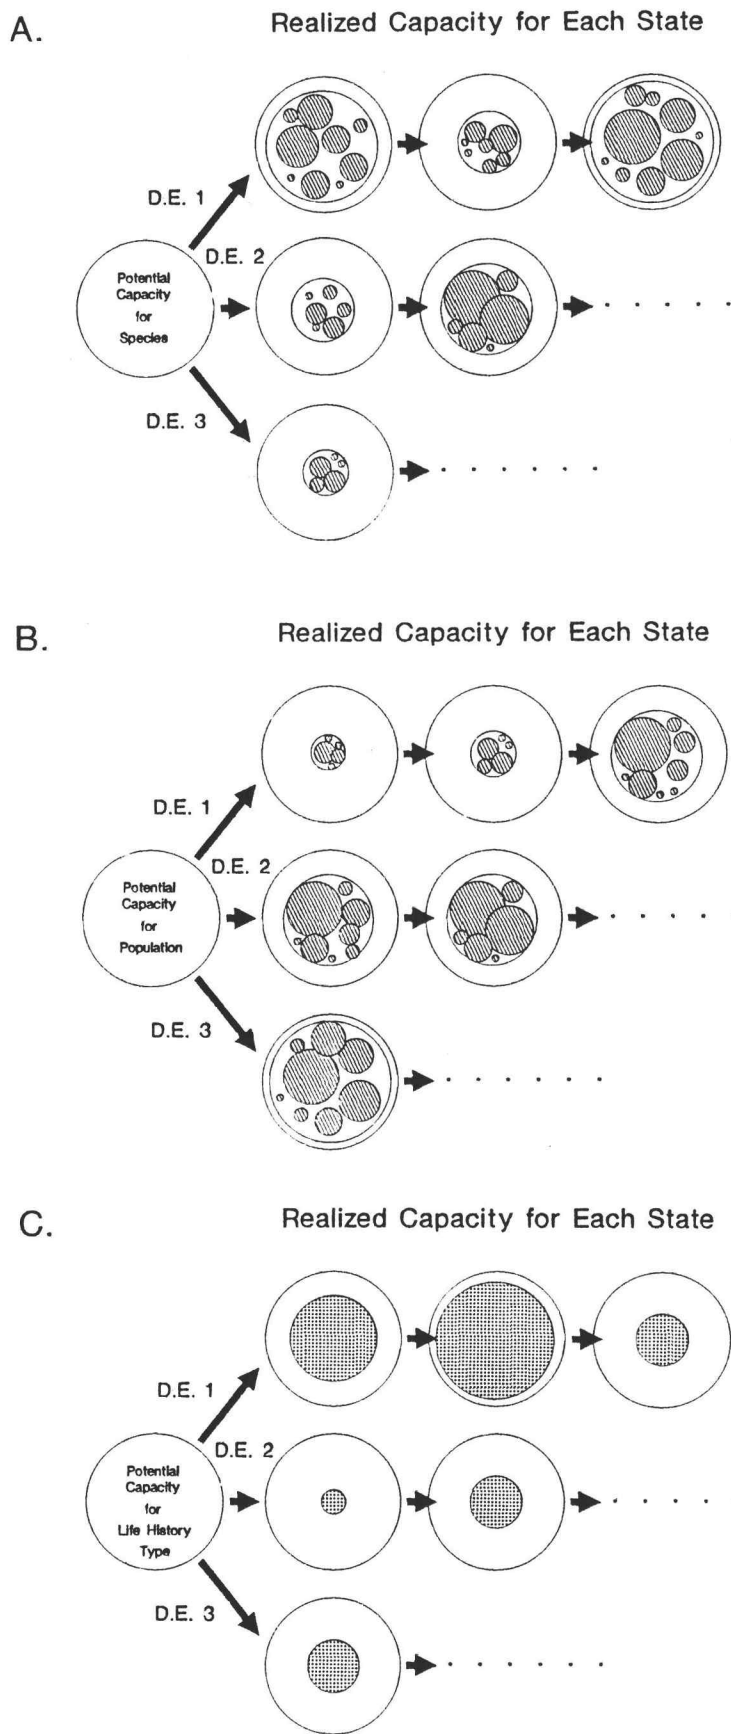 A.
Realized Capacity for Each State
D.E. 1
D.E. 2
Potential
Capacity
for
Species
D.E. 3
B.
Realized Capacity for Each State
D.E. 1
D.E. 2
Potential
Capacity
for
Population
D.E. 3
C.
Realized Capacity for Each State
D.E. 1
D.E. 2
Potential
Capacity
for
Life History
Type
D.E. 3